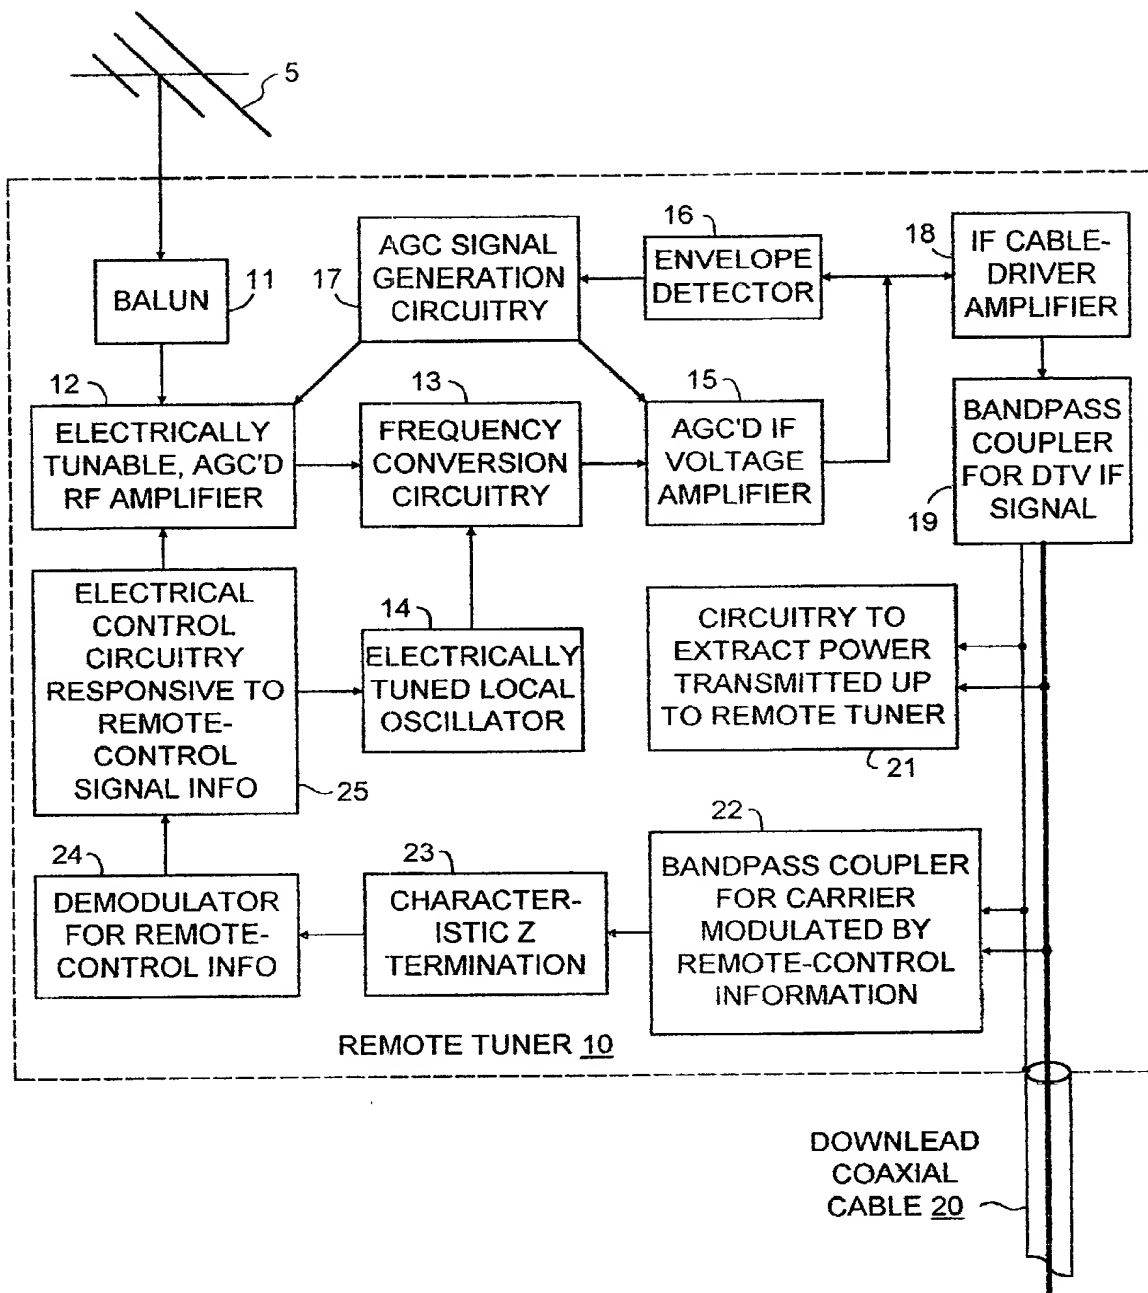 5
BALUN
11
AGC SIGNAL
GENERATION
CIRCUITRY
17
16
ENVELOPE
DETECTOR
18
IF CABLE-
DRIVER
AMPLIFIER
12
ELECTRICALLY
TUNABLE, AGC'D
RF AMPLIFIER
13
FREQUENCY
CONVERSION
CIRCUITRY
15
AGC'D IF
VOLTAGE
AMPLIFIER
BANDPASS
COUPLER
FOR DTV IF
SIGNAL
19
ELECTRICAL
CONTROL
CIRCUITRY
RESPONSIVE TO
REMOTE-
CONTROL
SIGNAL INFO
25
14
ELECTRICALLY
TUNED LOCAL
OSCILLATOR
CIRCUITRY TO
EXTRACT POWER
TRANSMITTED UP
TO REMOTE TUNER
21
24
DEMODULATOR
FOR REMOTE-
CONTROL INFO
23
CHARACTER-
ISTIC Z
TERMINATION
22
BANDPASS COUPLER
FOR CARRIER
MODULATED BY
REMOTE-CONTROL
INFORMATION
REMOTE TUNER 10
DOWNLEAD
COAXIAL
CABLE 20